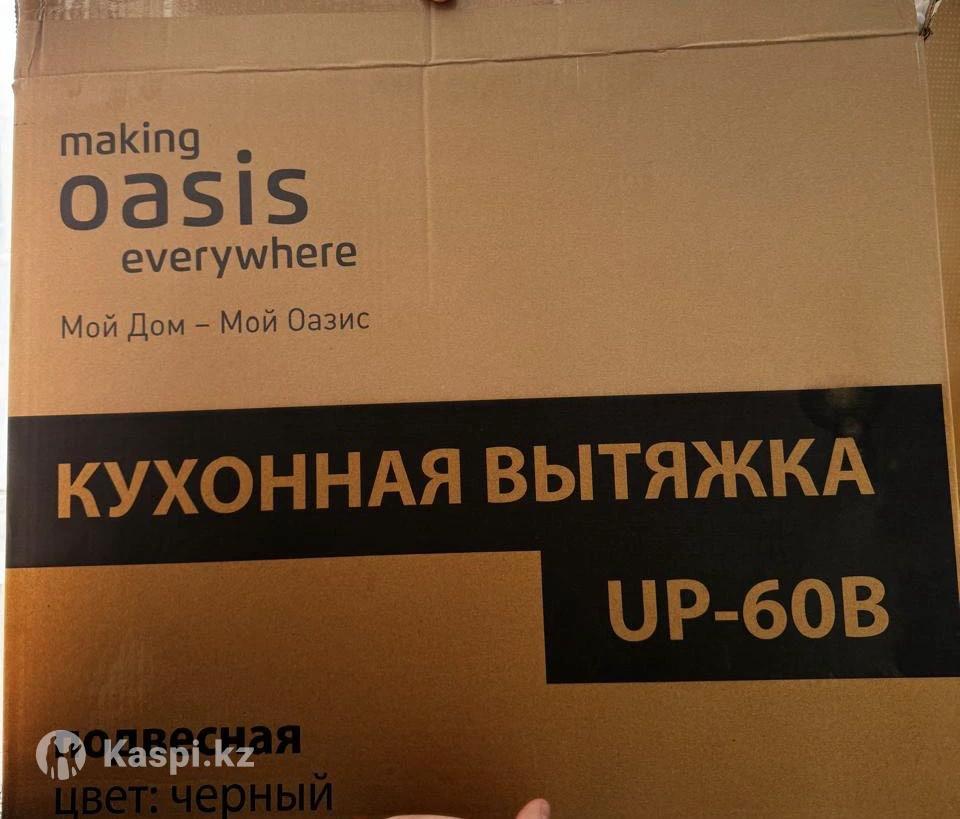 making
oasis
everywhere
Мой Дом – Мой Оазис
КУХОННАЯ ВЫТЯЖКА
UP-60B
подвесная
Kaspi.kz
цвет: черный